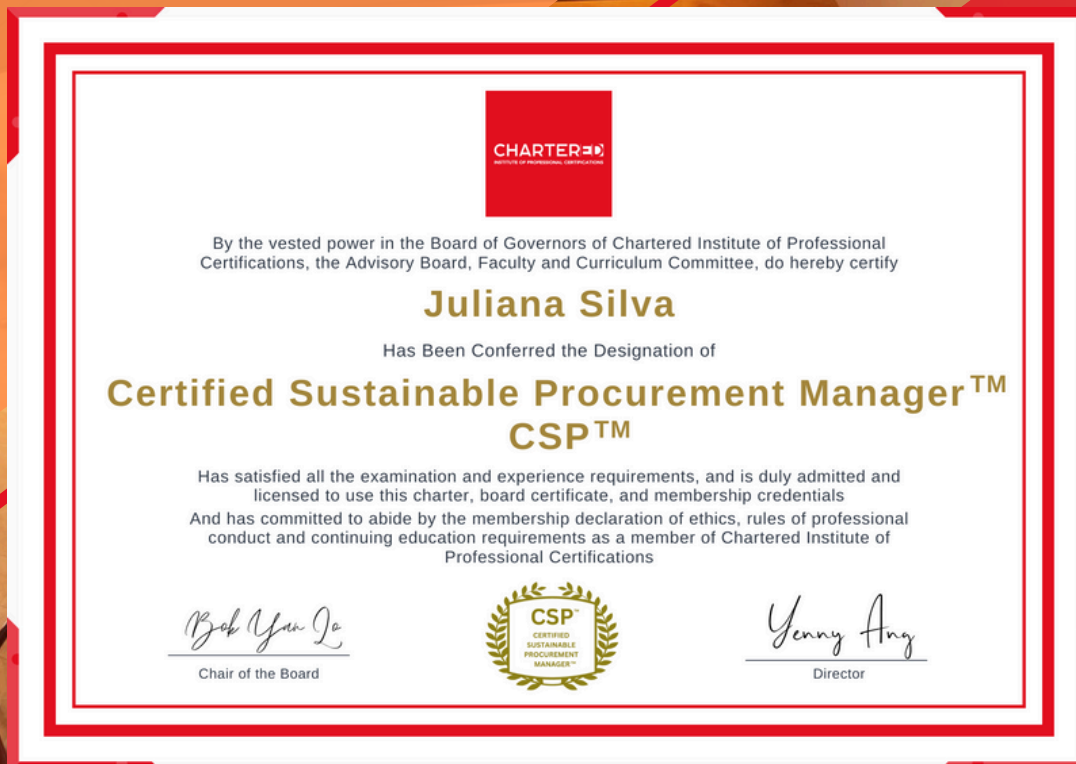 CHARTERED
INSTITUTE OF PROFESSIONAL CERTIFICATIONS
By the vested power in the Board of Governors of Chartered Institute of Professional
Certifications, the Advisory Board, Faculty and Curriculum Committee, do hereby certify
Juliana Silva
Has Been Conferred the Designation of
Certified Sustainable Procurement Manager™
CSP™
Has satisfied all the examination and experience requirements, and is duly admitted and
licensed to use this charter, board certificate, and membership credentials
And has committed to abide by the membership declaration of ethics, rules of professional
conduct and continuing education requirements as a member of Chartered Institute of
Professional Certifications
Bok Yan Lo
Chair of the Board
CSP™
CERTIFIED
SUSTAINABLE
PROCUREMENT
MANAGER™
Yenny Ang
Director